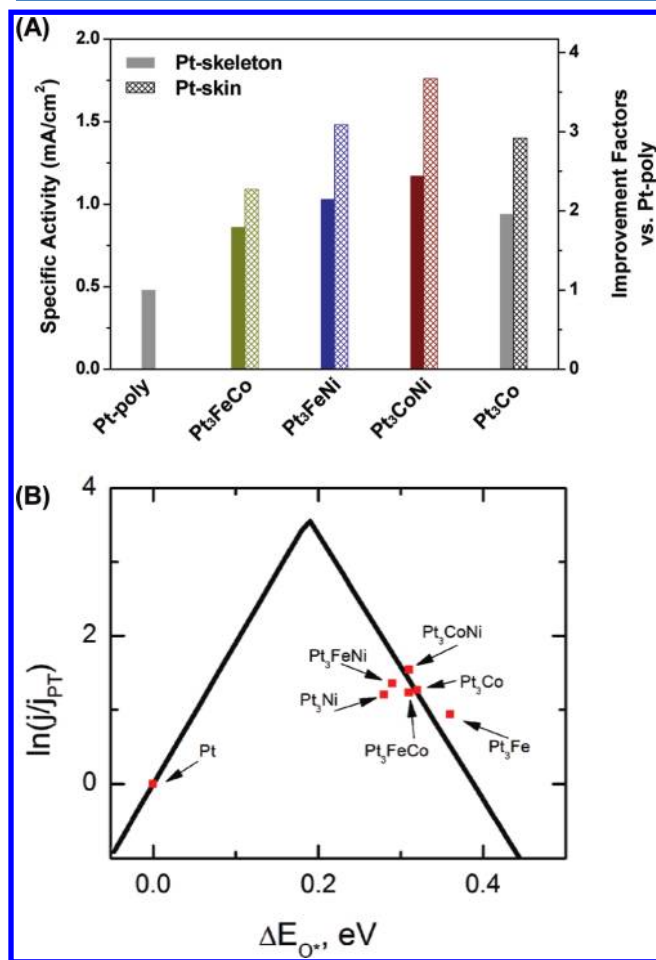 (A)
2.0
1.5
1.0
0.5
0.0
Specific Activity (mA/cm²)
Pt-skeleton
Pt-skin
4
3
2
1
0
Improvement Factors
vs. Pt-poly
Pt-poly
Pt₃FeCo
Pt₃FeNi
Pt₃CoNi
Pt₃Co
(B)
4
2
0
ln(j/j_PT)
Pt₃CoNi
Pt₃FeNi
Pt₃Co
Pt₃Ni
Pt₃FeCo
Pt₃Fe
Pt
0.0
0.2
0.4
ΔE_O*, eV